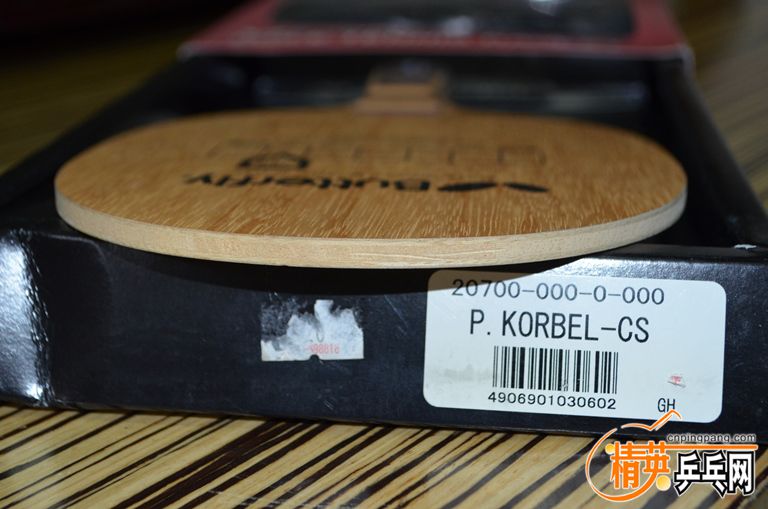 Butterfly
20700-000-0-000
P. KORBEL-CS
4906901030602
GH
cnpingpang.com
精英乒乓网